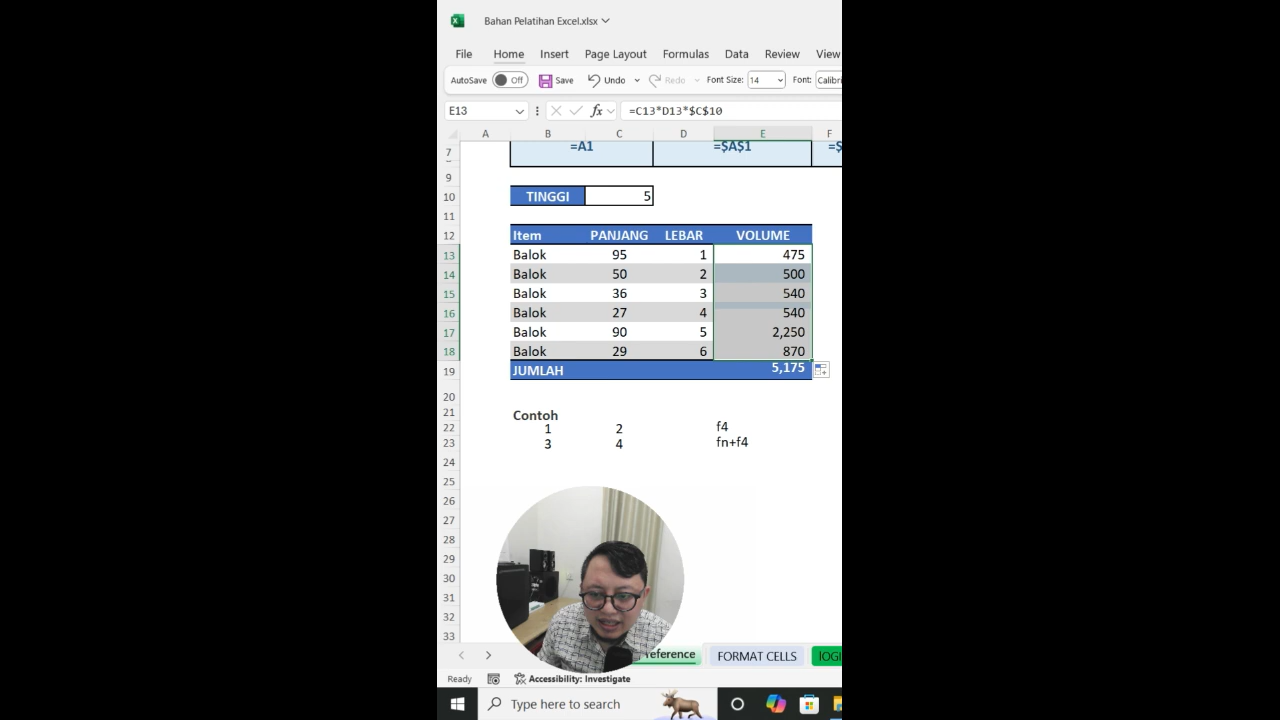 Bahan Pelatihan Excel.xlsx
File Home Insert Page Layout Formulas Data Review View
AutoSave Off Save Undo Redo Font Size: 14 Font: Calibri
E13 fx =C13*D13*$C$10
A B C D E F
7 =A1 =$A$1 =$
9
10 TINGGI 5
11
12 Item PANJANG LEBAR VOLUME
13 Balok 95 1 475
14 Balok 50 2 500
15 Balok 36 3 540
16 Balok 27 4 540
17 Balok 90 5 2,250
18 Balok 29 6 870
19 JUMLAH 5,175
20
21 Contoh
22 1 2 f4
23 3 4 fn+f4
24
25
26
27
28
29
30
31
32
33
reference FORMAT CELLS
Ready Accessibility: Investigate
Type here to search